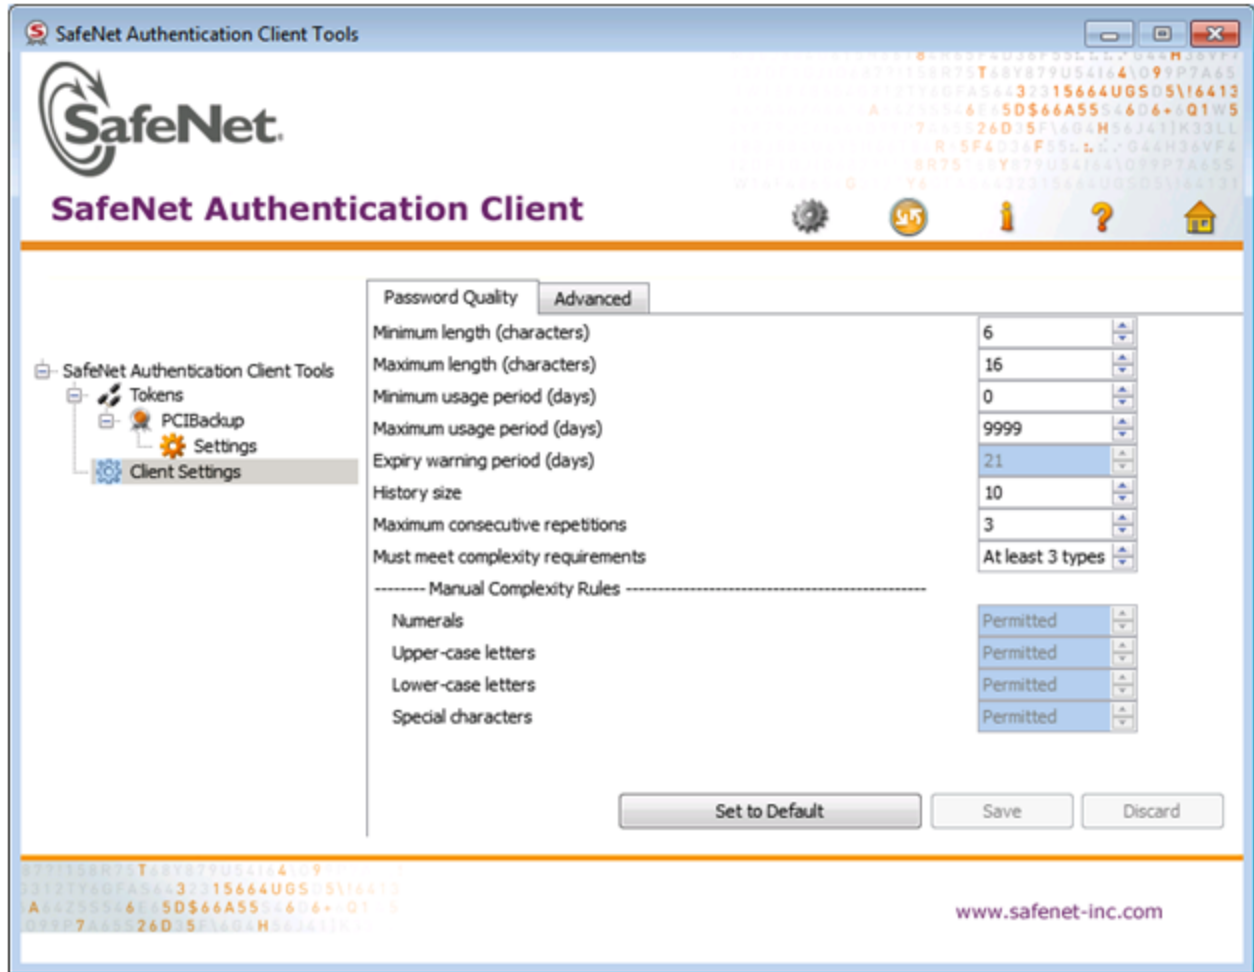 SafeNet Authentication Client Tools
SafeNet.
SafeNet Authentication Client
Password Quality
Advanced
SafeNet Authentication Client Tools
Tokens
PCIBackup
Settings
Client Settings
Minimum length (characters) 6
Maximum length (characters) 16
Minimum usage period (days) 0
Maximum usage period (days) 9999
Expiry warning period (days) 21
History size 10
Maximum consecutive repetitions 3
Must meet complexity requirements At least 3 types
-------- Manual Complexity Rules --------
Numerals Permitted
Upper-case letters Permitted
Lower-case letters Permitted
Special characters Permitted
Set to Default Save Discard
www.safenet-inc.com